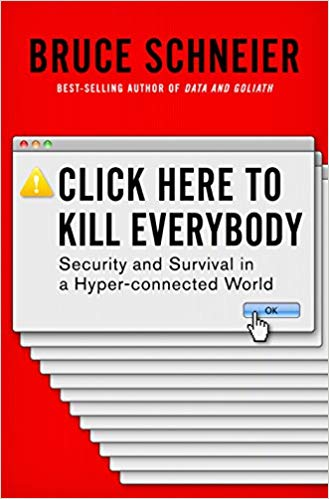 BRUCE SCHNEIER
BEST-SELLING AUTHOR OF DATA AND GOLIATH
CLICK HERE TO
KILL EVERYBODY
Security and Survival in
a Hyper-connected World
OK